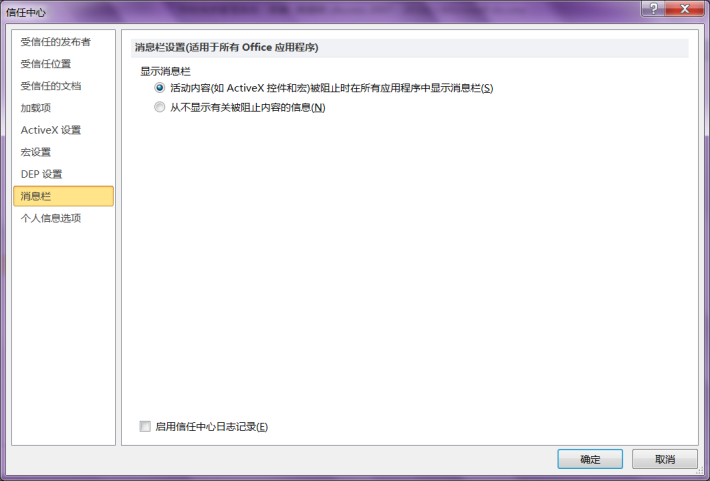 信任中心
受信任的发布者
受信任位置
受信任的文档
加载项
ActiveX 设置
宏设置
DEP 设置
消息栏
个人信息选项
消息栏设置(适用于所有 Office 应用程序)
显示消息栏
活动内容(如 ActiveX 控件和宏)被阻止时在所有应用程序中显示消息栏(S)
从不显示有关被阻止内容的信息(N)
启用信任中心日志记录(E)
确定
取消